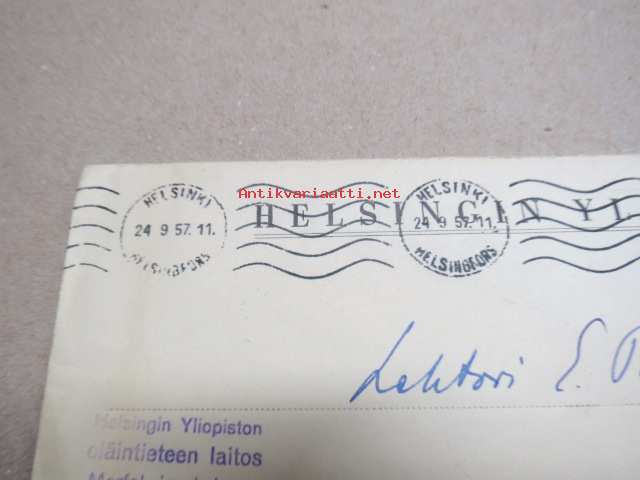 Antikvariaatti.net
HELSINKI
24 9 57. 11.
HELSINGFORS
HELSINKI
24 9 57. 11.
HELSINGFORS
HELSINGIN YL
Lehtori E.
Helsingin Yliopiston
eläintieteen laitos